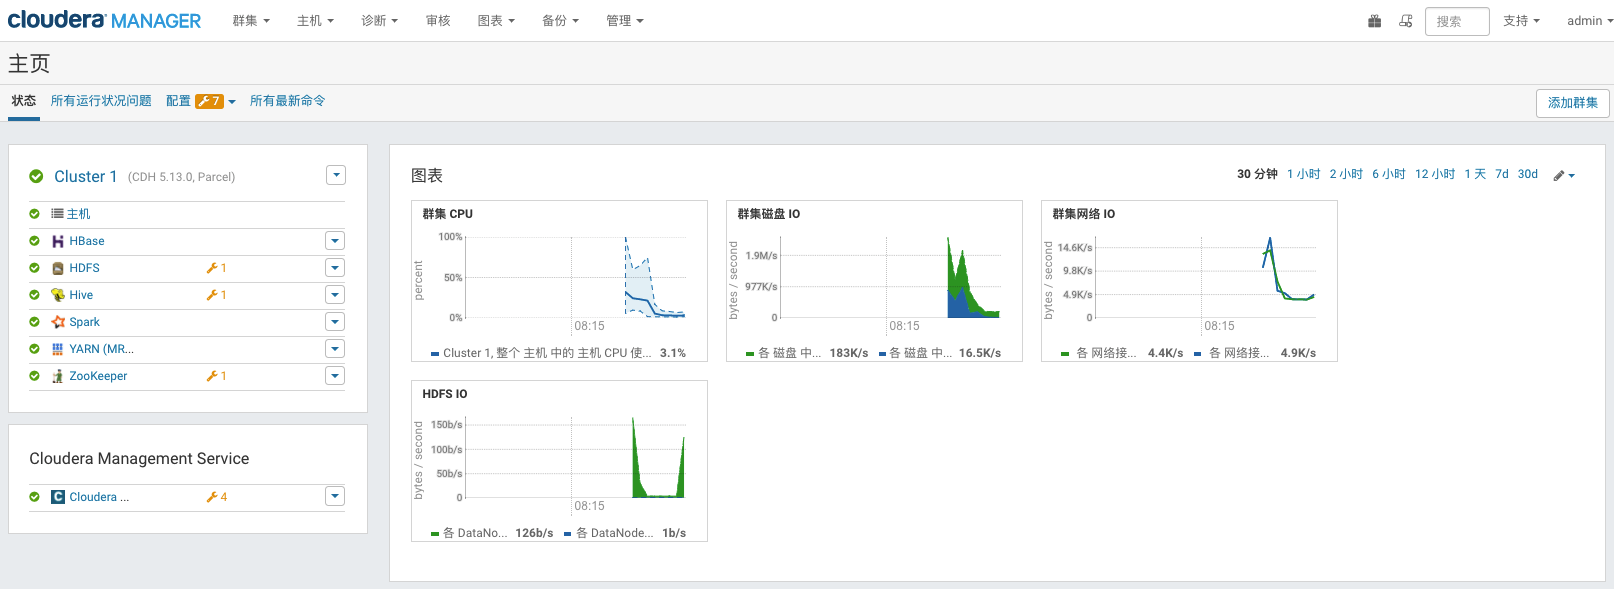 cloudera MANAGER 群集 主机 诊断 审核 图表 备份 管理 搜索 支持 admin
主页
状态 所有运行状况问题 配置 7 所有最新命令 添加群集
Cluster 1 (CDH 5.13.0, Parcel)
主机
HBase
HDFS 1
Hive 1
Spark
YARN (MR...
ZooKeeper 1
Cloudera Management Service
Cloudera ... 4
图表 30 分钟 1 小时 2 小时 6 小时 12 小时 1 天 7d 30d
群集 CPU
percent
100%
50%
0%
08:15
Cluster 1, 整个 主机 中的 主机 CPU 使... 3.1%
群集磁盘 IO
bytes / second
1.9M/s
977K/s
0
08:15
各 磁盘 中... 183K/s 各 磁盘 中... 16.5K/s
群集网络 IO
bytes / second
14.6K/s
9.8K/s
4.9K/s
0
08:15
各 网络接... 4.4K/s 各 网络接... 4.9K/s
HDFS IO
bytes / second
150b/s
100b/s
50b/s
0
08:15
各 DataNo... 126b/s 各 DataNode... 1b/s